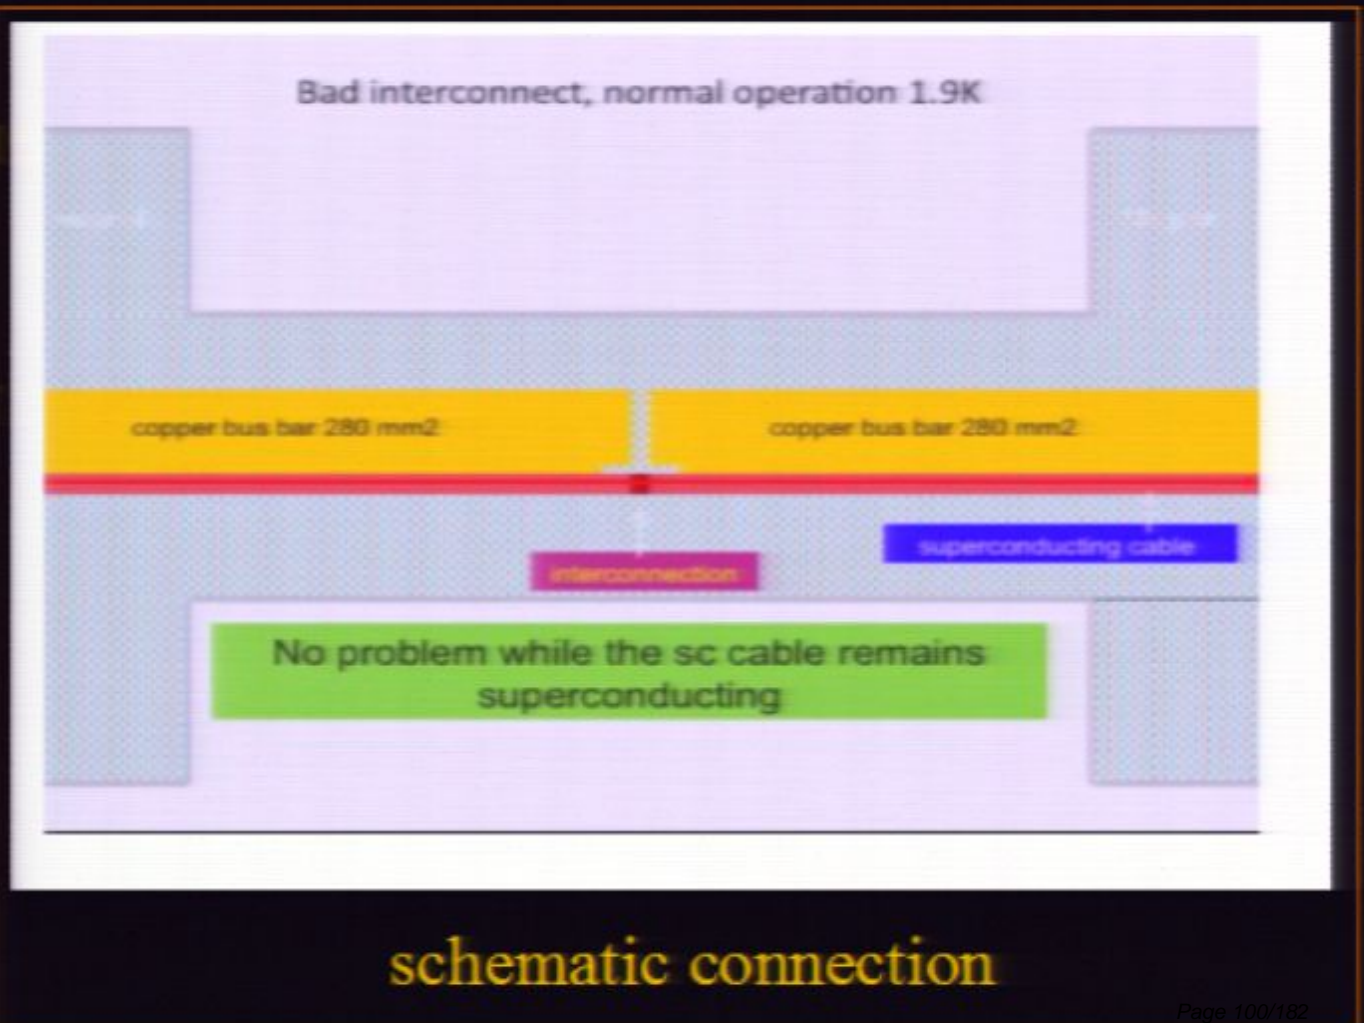 Bad interconnect, normal operation 1.9K
copper bus bar 280 mm2
copper bus bar 280 mm2
superconducting cable
interconnection
No problem while the sc cable remains
superconducting
schematic connection
Page 100/182